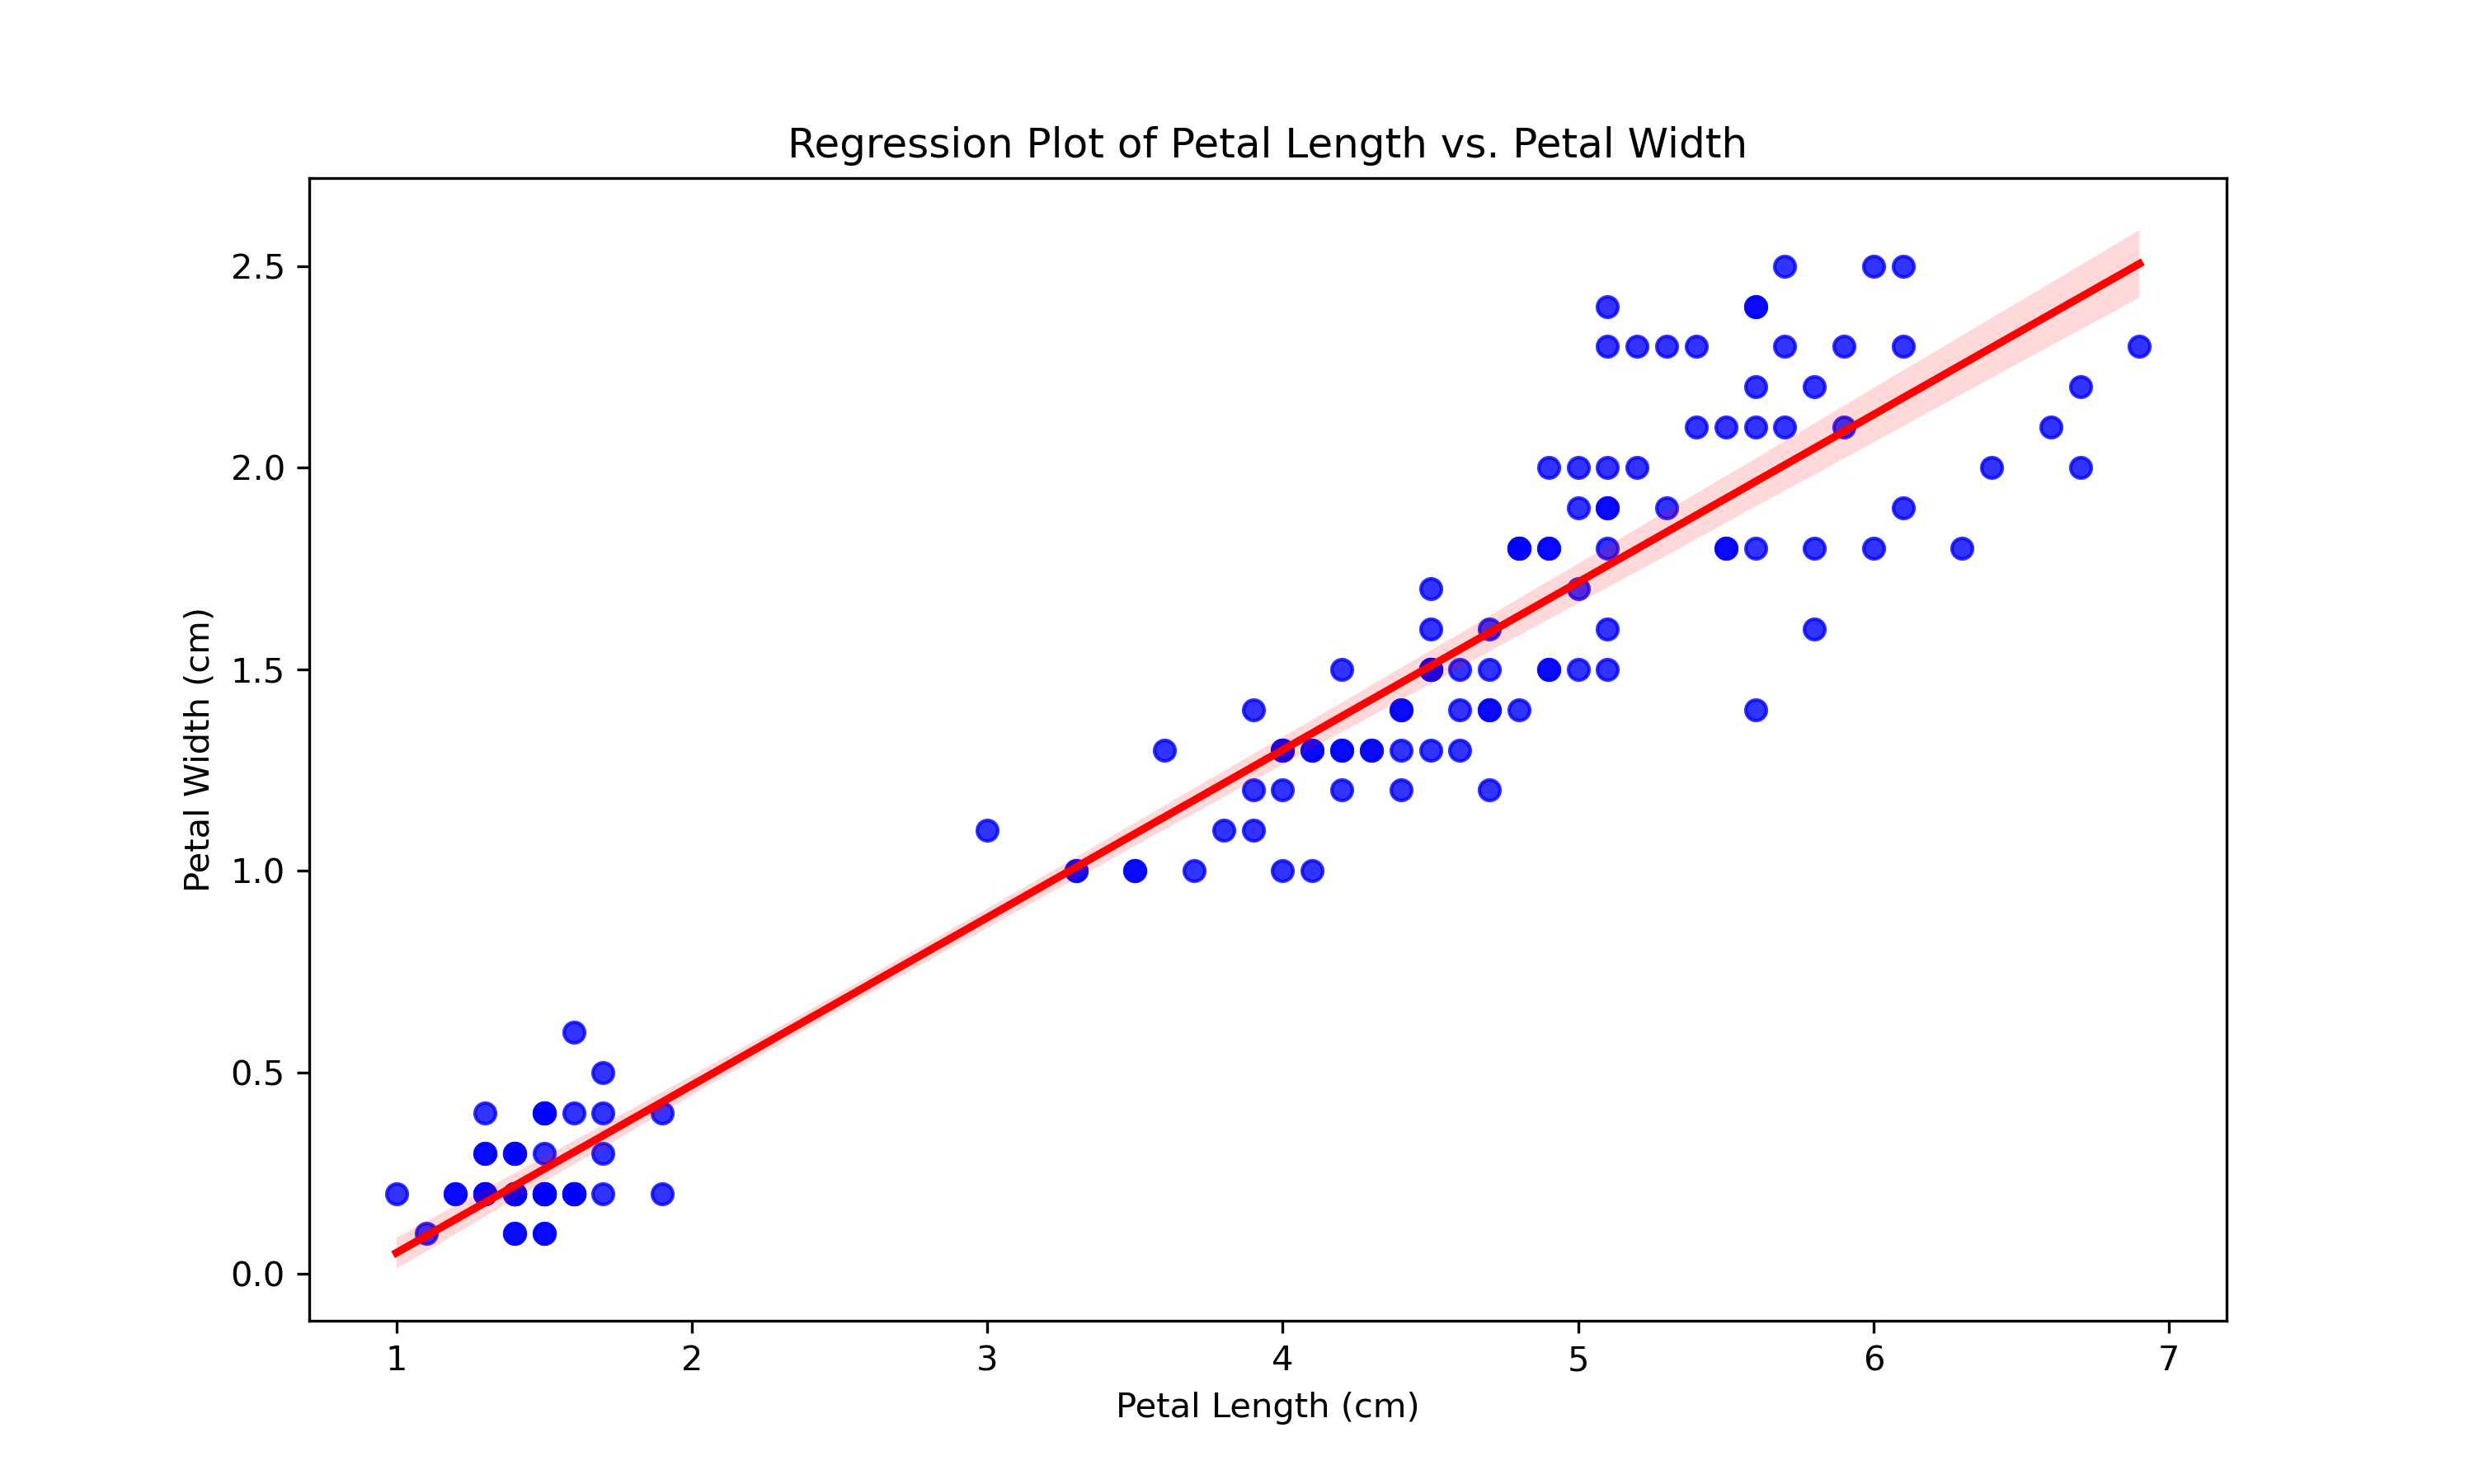 Regression Plot of Petal Length vs. Petal Width
2.5
2.0
1.5
1.0
0.5
0.0
Petal Width (cm)
1 2 3 4 5 6 7
Petal Length (cm)